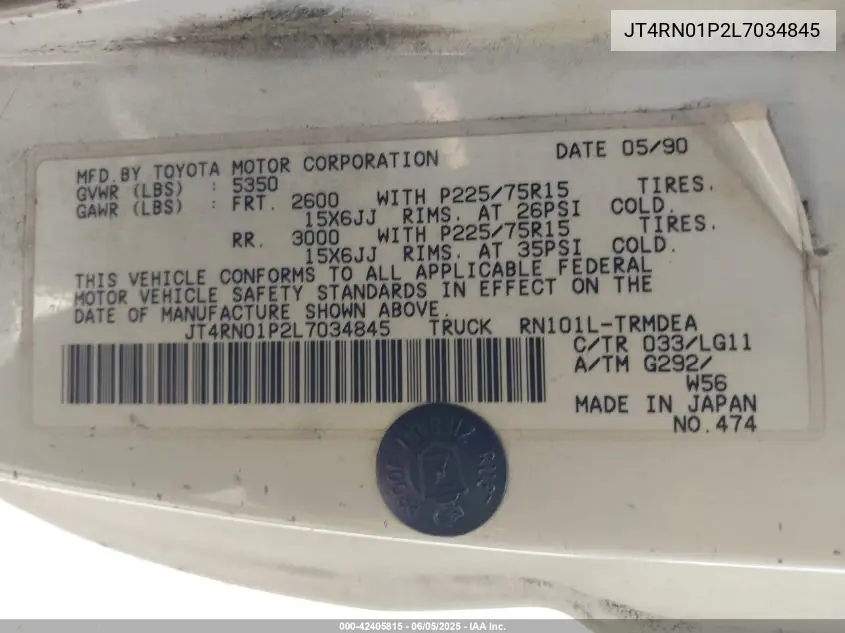 JT4RN01P2L7034845
MFD.BY TOYOTA MOTOR CORPORATION DATE 05/90
GVWR (LBS) : 5350
GAWR (LBS) : FRT. 2600 WITH P225/75R15 TIRES.
15X6JJ RIMS. AT 26PSI COLD.
RR. 3000 WITH P225/75R15 TIRES.
15X6JJ RIMS. AT 35PSI COLD.
THIS VEHICLE CONFORMS TO ALL APPLICABLE FEDERAL
MOTOR VEHICLE SAFETY STANDARDS IN EFFECT ON THE
DATE OF MANUFACTURE SHOWN ABOVE.
JT4RN01P2L7034845 TRUCK RN101L-TRMDEA
C/TR 033/LG11
A/TM G292/
W56
MADE IN JAPAN
NO.474
000-42405815 - 06/05/2025 - IAA Inc.